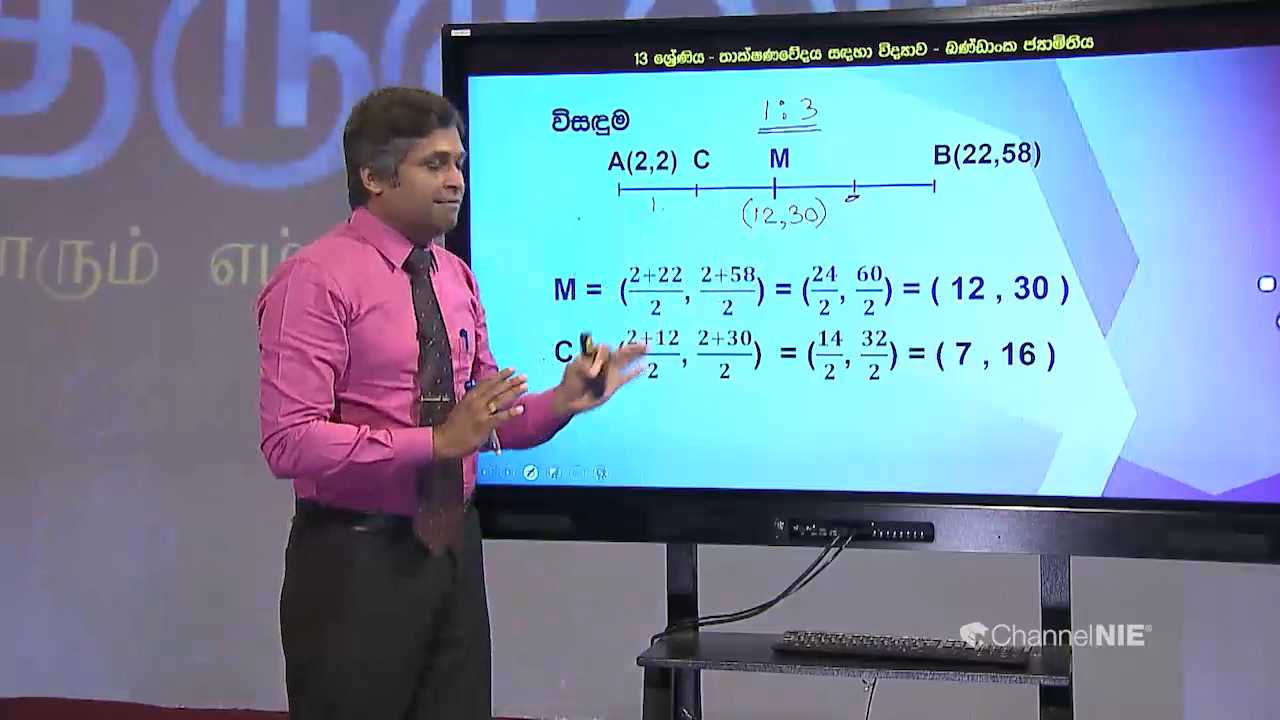 13 ශ්‍රේණිය - තාක්ෂණවේදය සඳහා විද්‍යාව - ඛණ්ඩාංක ජ්‍යාමිතිය
විසඳුම
1 : 3
A(2,2) C M B(22,58)
1
(12,30)
M = (2+22/2, 2+58/2) = (24/2, 60/2) = ( 12 , 30 )
C (2+12/2, 2+30/2) = (14/2, 32/2) = ( 7 , 16 )
ChannelNIE